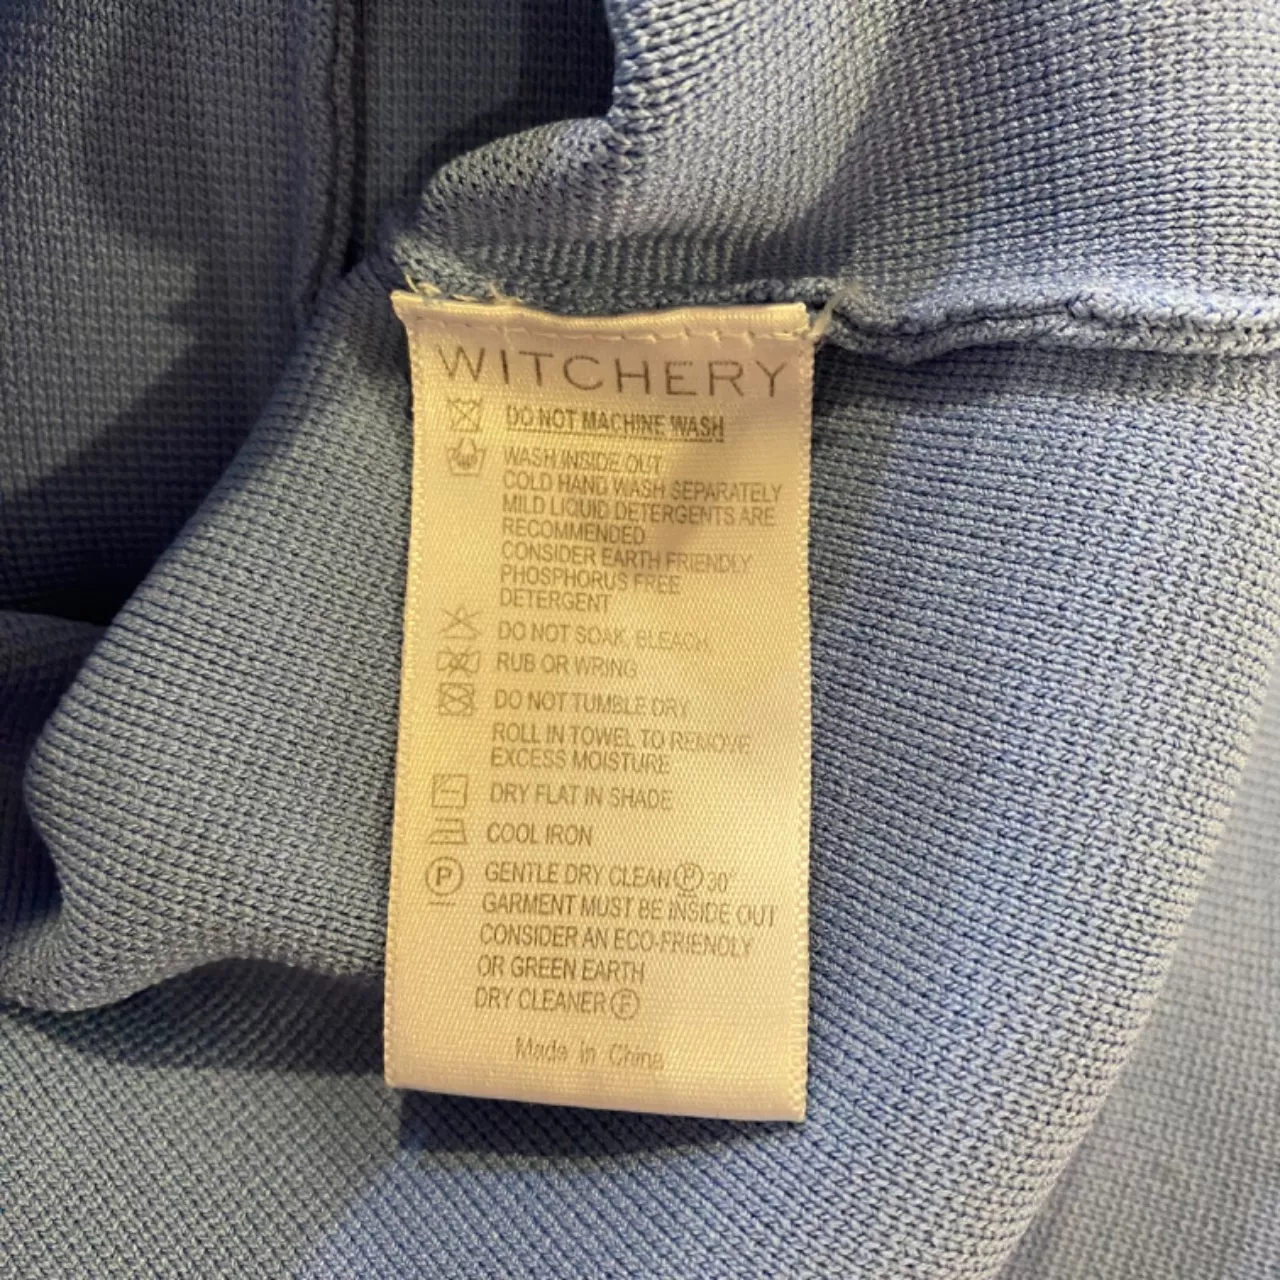 WITCHERY
DO NOT MACHINE WASH
WASH INSIDE OUT
COLD HAND WASH SEPARATELY
MILD LIQUID DETERGENTS ARE
RECOMMENDED
CONSIDER EARTH FRIENDLY
PHOSPHORUS FREE
DETERGENT
DO NOT SOAK, BLEACH,
RUB OR WRING
DO NOT TUMBLE DRY
ROLL IN TOWEL TO REMOVE
EXCESS MOISTURE
DRY FLAT IN SHADE
COOL IRON
P GENTLE DRY CLEAN P 30°
GARMENT MUST BE INSIDE OUT
CONSIDER AN ECO-FRIENDLY
OR GREEN EARTH
DRY CLEANER F
Made in China